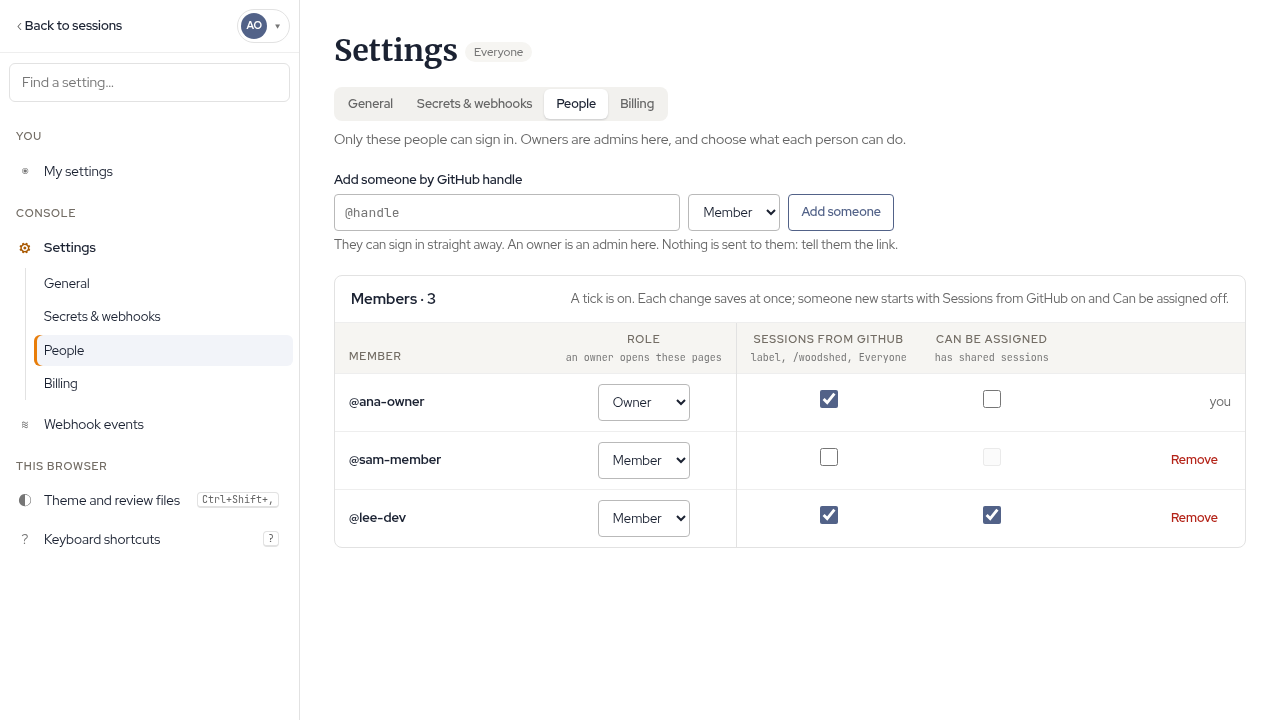 ‹ Back to sessions
AO
Find a setting...
YOU
My settings
CONSOLE
Settings
General
Secrets & webhooks
People
Billing
Webhook events
THIS BROWSER
Theme and review files Ctrl+Shift+,
? Keyboard shortcuts ?
Settings Everyone
General Secrets & webhooks People Billing
Only these people can sign in. Owners are admins here, and choose what each person can do.
Add someone by GitHub handle
@handle Member Add someone
They can sign in straight away. An owner is an admin here. Nothing is sent to them: tell them the link.
Members · 3 A tick is on. Each change saves at once; someone new starts with Sessions from GitHub on and Can be assigned off.
ROLE SESSIONS FROM GITHUB CAN BE ASSIGNED
MEMBER an owner opens these pages label, /woodshed, Everyone has shared sessions
@ana-owner Owner you
@sam-member Member Remove
@lee-dev Member Remove